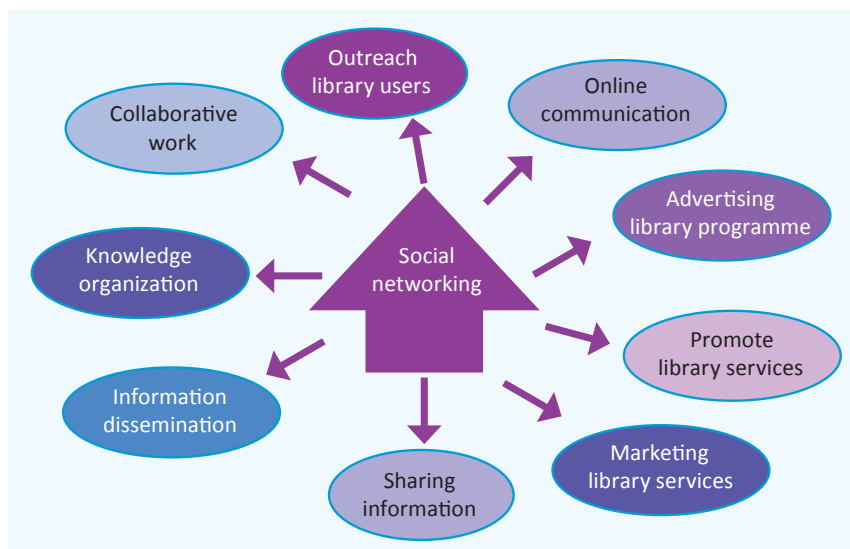 Outreach
library users
Online
communication
Collaborative
work
Advertising
library programme
Social
networking
Knowledge
organization
Promote
library services
Information
dissemination
Marketing
library services
Sharing
information